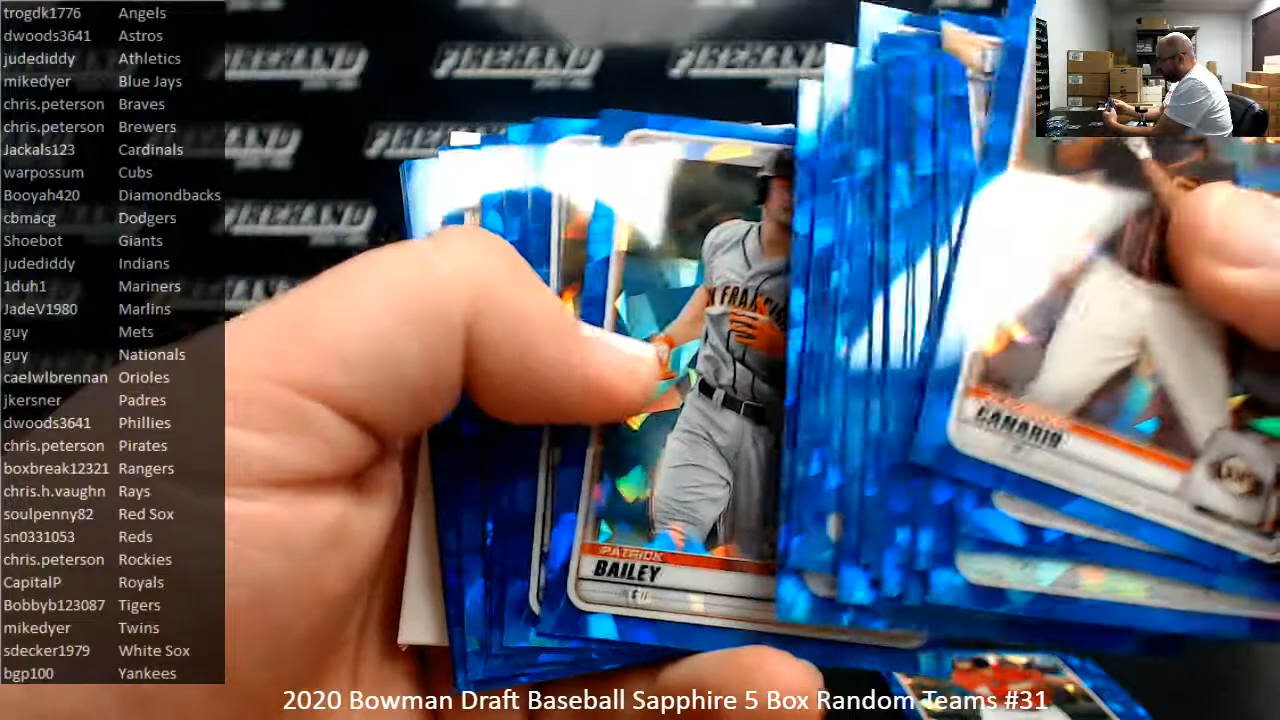 trogdk1776 Angels
dwoods3641 Astros
judediddy Athletics
mikedyer Blue Jays
chris.peterson Braves
chris.peterson Brewers
Jackals123 Cardinals
warpossum Cubs
Booyah420 Diamondbacks
cbmacg Dodgers
Shoebot Giants
judediddy Indians
1duh1 Mariners
JadeV1980 Marlins
guy Mets
guy Nationals
caelwlbrennan Orioles
jkersner Padres
dwoods3641 Phillies
chris.peterson Pirates
boxbreak12321 Rangers
chris.h.vaughn Rays
soulpenny82 Red Sox
sn0331053 Reds
chris.peterson Rockies
CapitalP Royals
Bobbyb123087 Tigers
mikedyer Twins
sdecker1979 White Sox
bgp100 Yankees
FIREHAND
FIREHAND
FIREHAND
FIREHAND
PATRICK
BAILEY
CANARIO
2020 Bowman Draft Baseball Sapphire 5 Box Random Teams #31